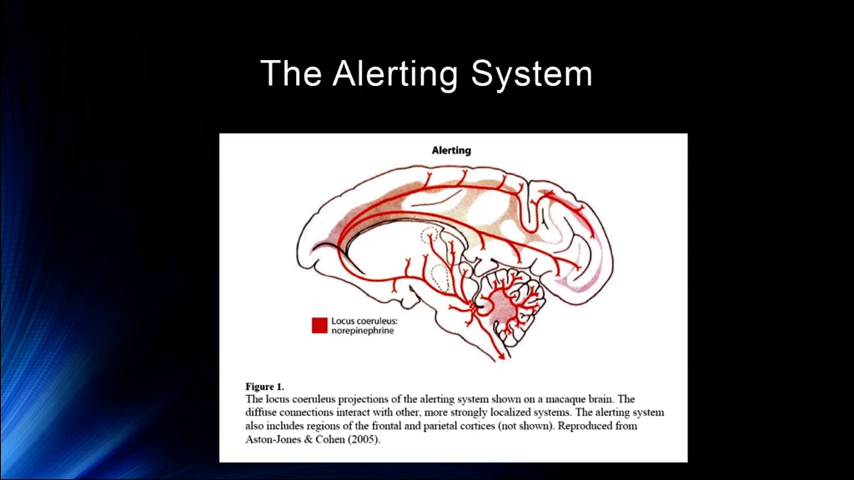 The Alerting System
Alerting
Locus coeruleus:
norepinephrine
Figure 1.
The locus coeruleus projections of the alerting system shown on a macaque brain. The
diffuse connections interact with other, more strongly localized systems. The alerting system
also includes regions of the frontal and parietal cortices (not shown). Reproduced from
Aston-Jones & Cohen (2005).